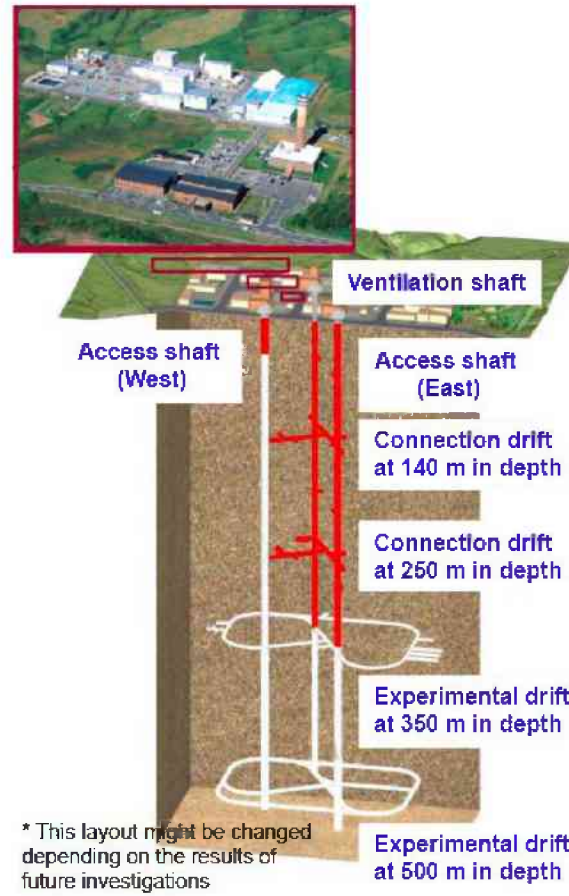 Ventilation shaft
Access shaft
(West)
Access shaft
(East)
Connection drift
at 140 m in depth
Connection drift
at 250 m in depth
Experimental drift
at 350 m in depth
* This layout might be changed
depending on the results of
future investigations
Experimental drift
at 500 m in depth